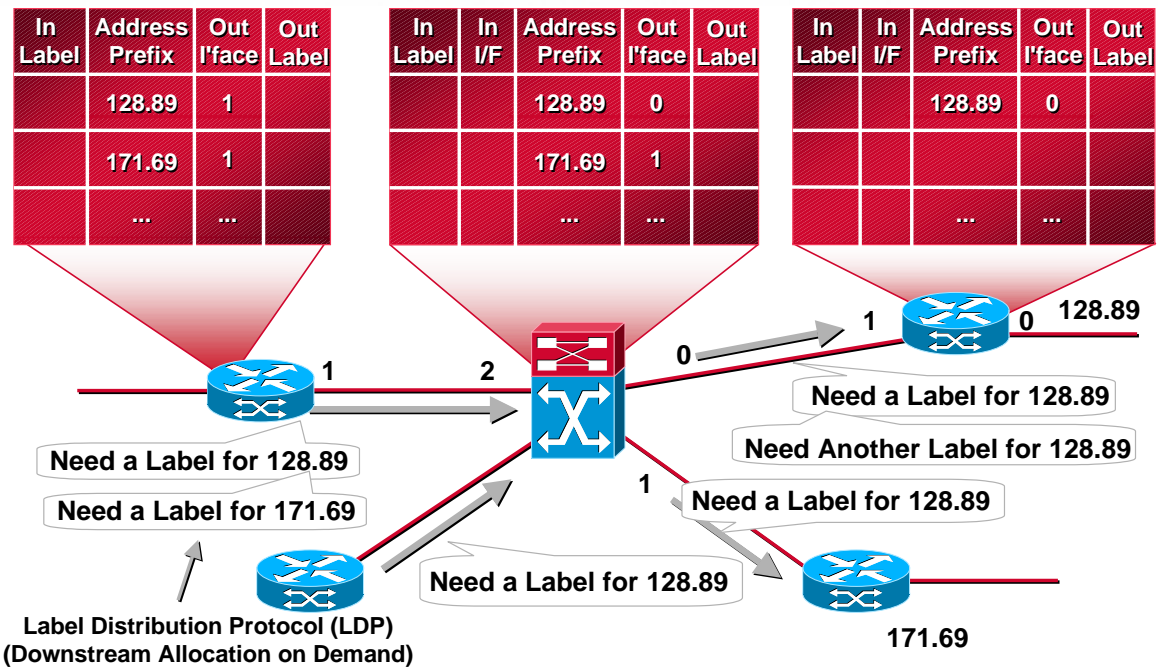 In Label Address Prefix Out I'face Out Label
128.89 1
171.69 1
... ...
In Label In I/F Address Prefix Out I'face Out Label
128.89 0
171.69 1
... ...
In Label In I/F Address Prefix Out I'face Out Label
128.89 0
... ...
1
2
0
1
0
128.89
1
Need a Label for 128.89
Need Another Label for 128.89
Need a Label for 128.89
Need a Label for 171.69
Need a Label for 128.89
Need a Label for 128.89
Label Distribution Protocol (LDP)
(Downstream Allocation on Demand)
171.69